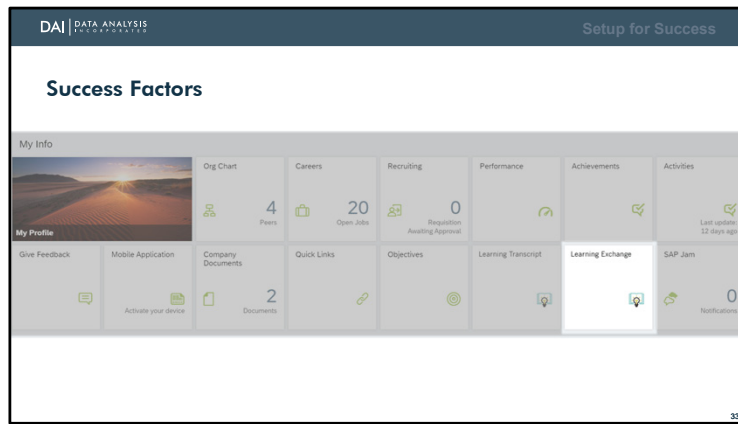 DAI DATA ANALYSIS
INCORPORATED
Setup for Success
Success Factors
My Info
My Profile
Org Chart
4
Peers
Careers
20
Open Jobs
Recruiting
0
Requisition
Awaiting Approval
Performance
Achievements
Activities
Last update:
12 days ago
Give Feedback
Mobile Application
Activate your device
Company
Documents
2
Documents
Quick Links
Objectives
Learning Transcript
Learning Exchange
SAP Jam
0
Notifications
33